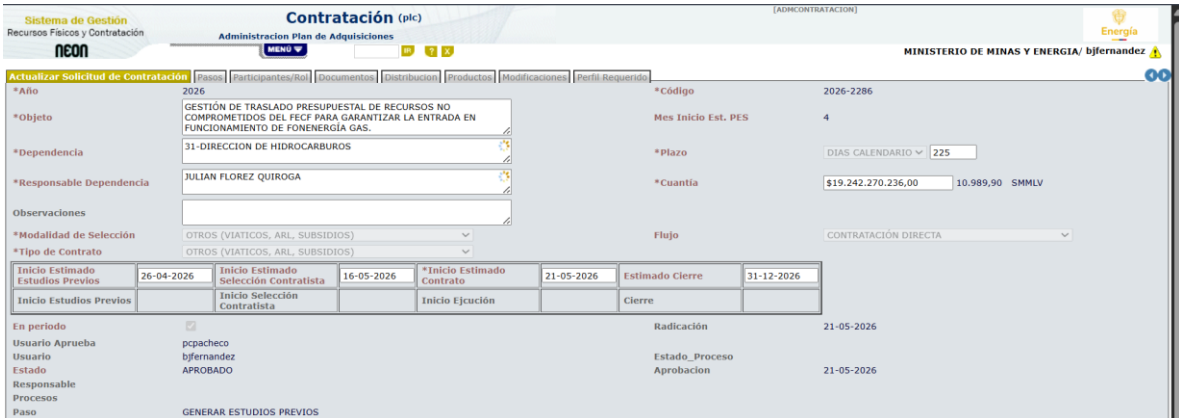 [ADMCONTRATACION]
Sistema de Gestión
Recursos Físicos y Contratación
neon
Contratación (plc)
Administracion Plan de Adquisiciones
MENÚ
? X
Energía
MINISTERIO DE MINAS Y ENERGIA/ bjfernandez
Actualizar Solicitud de Contratación Pasos Participantes/Rol Documentos Distribucion Productos Modificaciones Perfil Requerido
*Año 2026 *Código 2026-2286
*Objeto GESTIÓN DE TRASLADO PRESUPUESTAL DE RECURSOS NO
COMPROMETIDOS DEL FECF PARA GARANTIZAR LA ENTRADA EN
FUNCIONAMIENTO DE FONENERGÍA GAS.
Mes Inicio Est. PES 4
*Dependencia 31-DIRECCION DE HIDROCARBUROS *Plazo DIAS CALENDARIO 225
*Responsable Dependencia JULIAN FLOREZ QUIROGA *Cuantía $19.242.270.236,00 10.989,90 SMMLV
Observaciones
*Modalidad de Selección OTROS (VIATICOS, ARL, SUBSIDIOS) Flujo CONTRATACIÓN DIRECTA
*Tipo de Contrato OTROS (VIATICOS, ARL, SUBSIDIOS)
Inicio Estimado Estudios Previos 26-04-2026 Inicio Estimado Selección Contratista 16-05-2026 *Inicio Estimado Contrato 21-05-2026 Estimado Cierre 31-12-2026
Inicio Estudios Previos Inicio Selección Contratista Inicio Ejcución Cierre
En periodo Radicación 21-05-2026
Usuario Aprueba pcpacheco
Usuario bjfernandez Estado_Proceso
Estado APROBADO Aprobacion 21-05-2026
Responsable
Procesos
Paso GENERAR ESTUDIOS PREVIOS